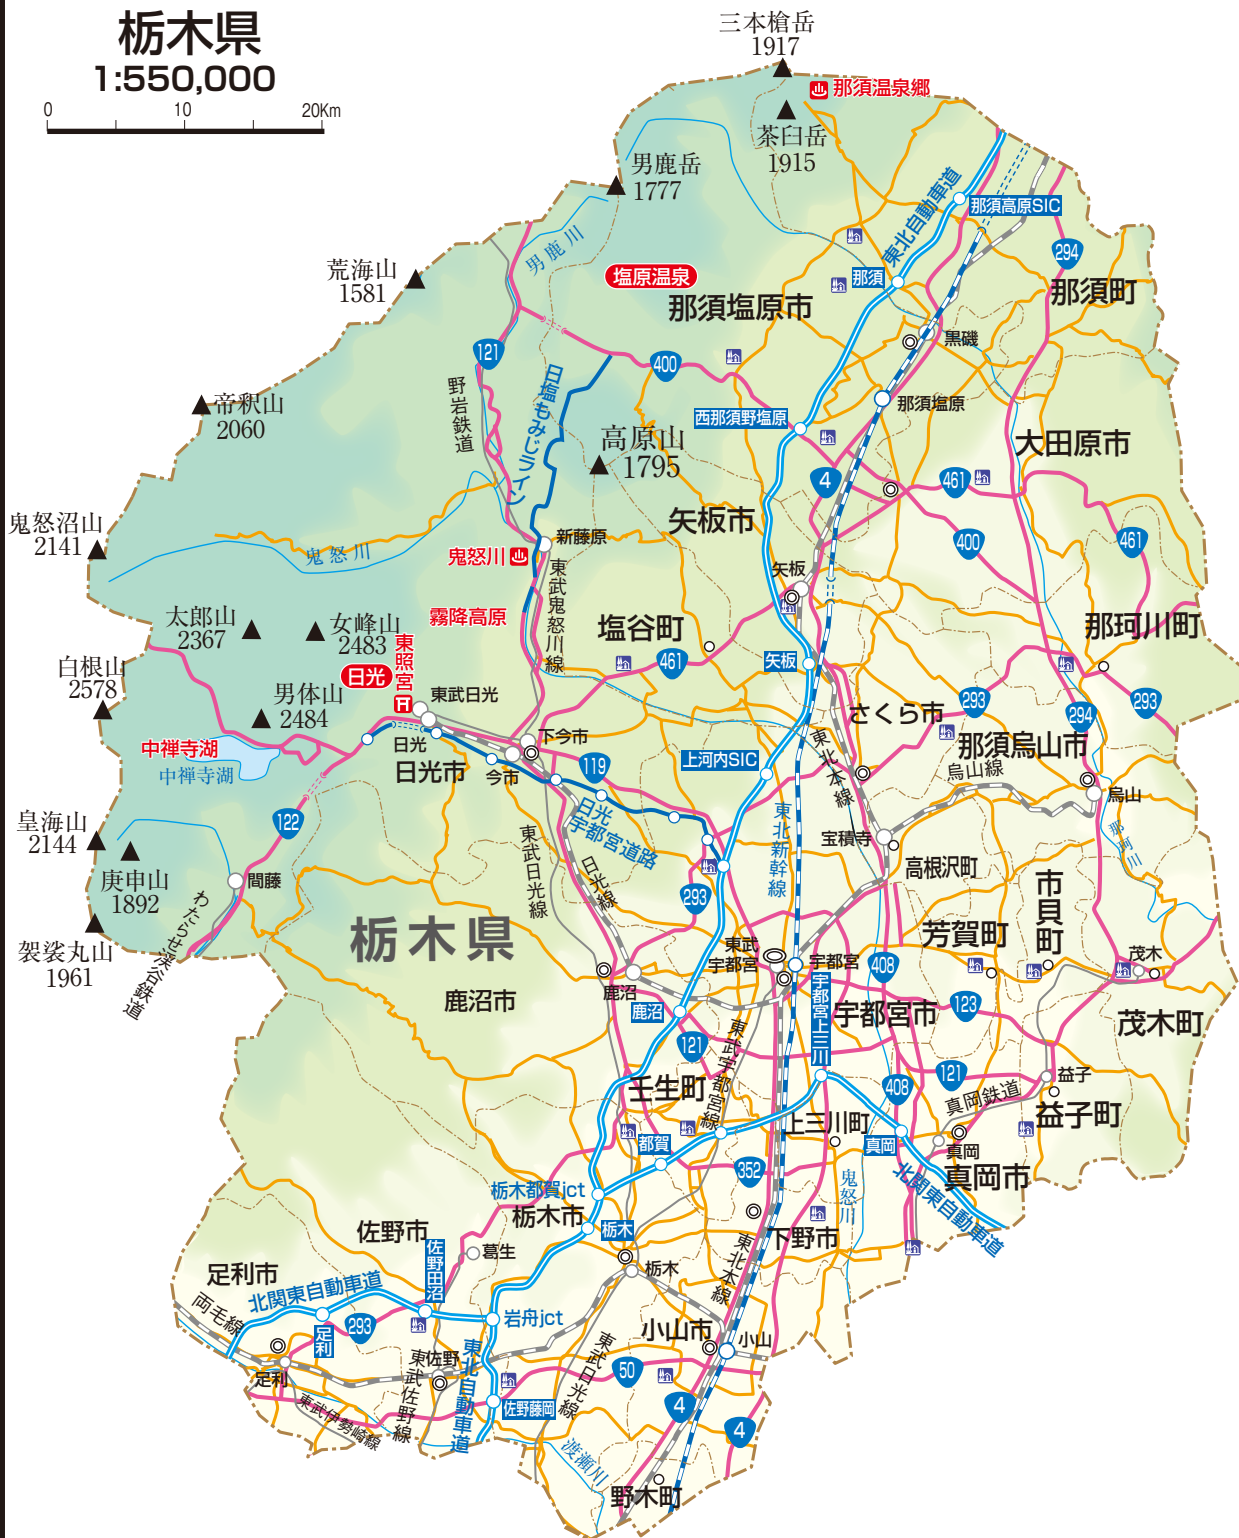 栃木県
1:550,000
0 10 20Km
三本槍岳
1917
那須温泉郷
茶臼岳
1915
男鹿岳
1777
東北自動車道
那須高原SIC
男鹿川
荒海山
1581
塩原温泉
那須
294
那須塩原市
那須町
黒磯
121
400
日塩もみじライン
野岩鉄道
帝釈山
2060
那須塩原
西那須野塩原
高原山
1795
大田原市
4
461
鬼怒沼山
2141
矢板市
鬼怒川
新藤原
鬼怒川
400
461
東武鬼怒川線
矢板
太郎山
2367
女峰山
2483
霧降高原
塩谷町
那珂川町
東照宮
白根山
2578
日光
461
矢板
男体山
2484
東武日光
293
293
さくら市
294
中禅寺湖
中禅寺湖
日光
日光市
下今市
今市
119
上河内SIC
東北本線
那須烏山市
烏山線
烏山
皇海山
2144
122
日光宇都宮道路
東北新幹線
宝積寺
那珂川
庚申山
1892
間藤
東武日光線
日光線
高根沢町
293
市貝町
わたらせ渓谷鉄道
袈裟丸山
1961
栃木県
東武宇都宮
宇都宮
芳賀町
茂木
408
鹿沼市
鹿沼
鹿沼
宇都宮上三川
宇都宮市
123
茂木町
121
東武宇都宮線
壬生町
408
121
益子
真岡鉄道
益子町
上三川町
都賀
真岡
真岡
352
真岡市
栃木都賀jct
鬼怒川
北関東自動車道
佐野市
栃木市
栃木
下野市
佐野田沼
葛生
足利市
北関東自動車道
東北本線
栃木
両毛線
足利
293
岩舟jct
小山市
小山
東武日光線
佐野
50
足利
東武佐野線
東北自動車道
佐野藤岡
4
4
東武伊勢崎線
渡瀬川
野木町